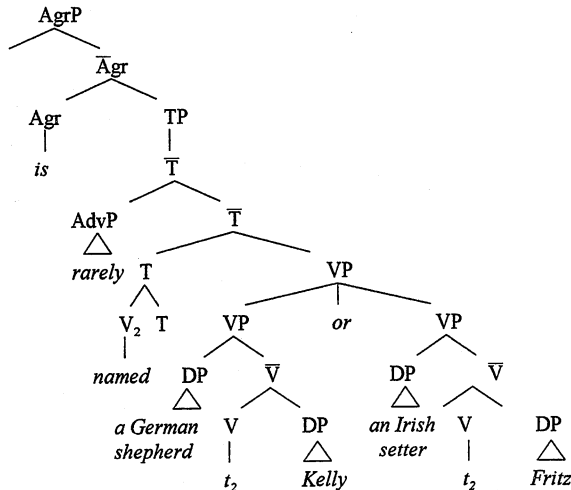 AgrP
A̅gr
Agr TP
is T̅
AdvP T̅
rarely T VP
V₂ T VP or VP
named DP V̅ DP V̅
a German V DP an Irish V DP
shepherd setter
t₂ Kelly t₂ Fritz